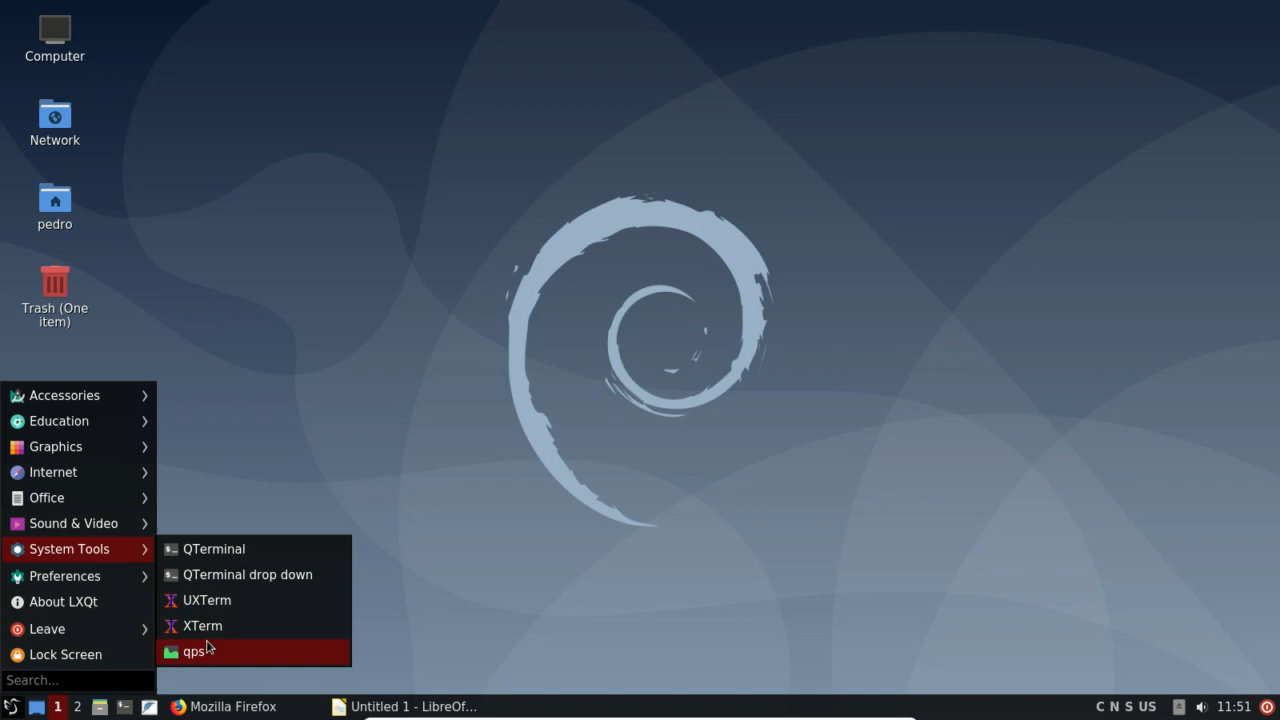 Computer
Network
pedro
Trash (One
item)
Accessories
Education
Graphics
Internet
Office
Sound & Video
System Tools
Preferences
About LXQt
Leave
Lock Screen
Search...
QTerminal
QTerminal drop down
UXTerm
XTerm
qps
1 2 Mozilla Firefox Untitled 1 - LibreOf... C N S US 11:51